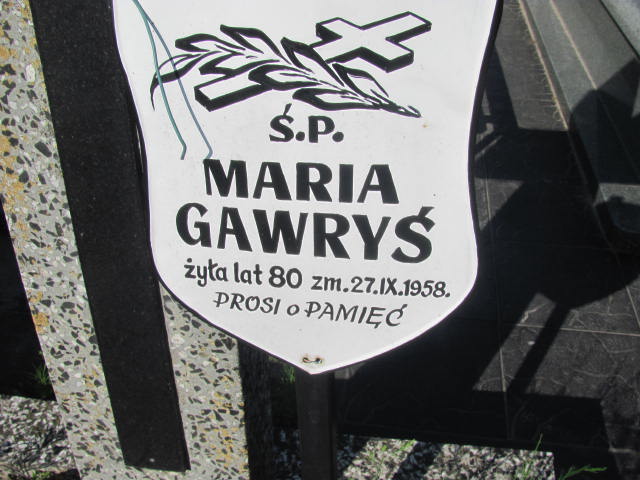 Ś.P.
MARIA
GAWRYŚ
żyła lat 80 zm. 27.IX.1958.
PROSI o PAMIĘĆ